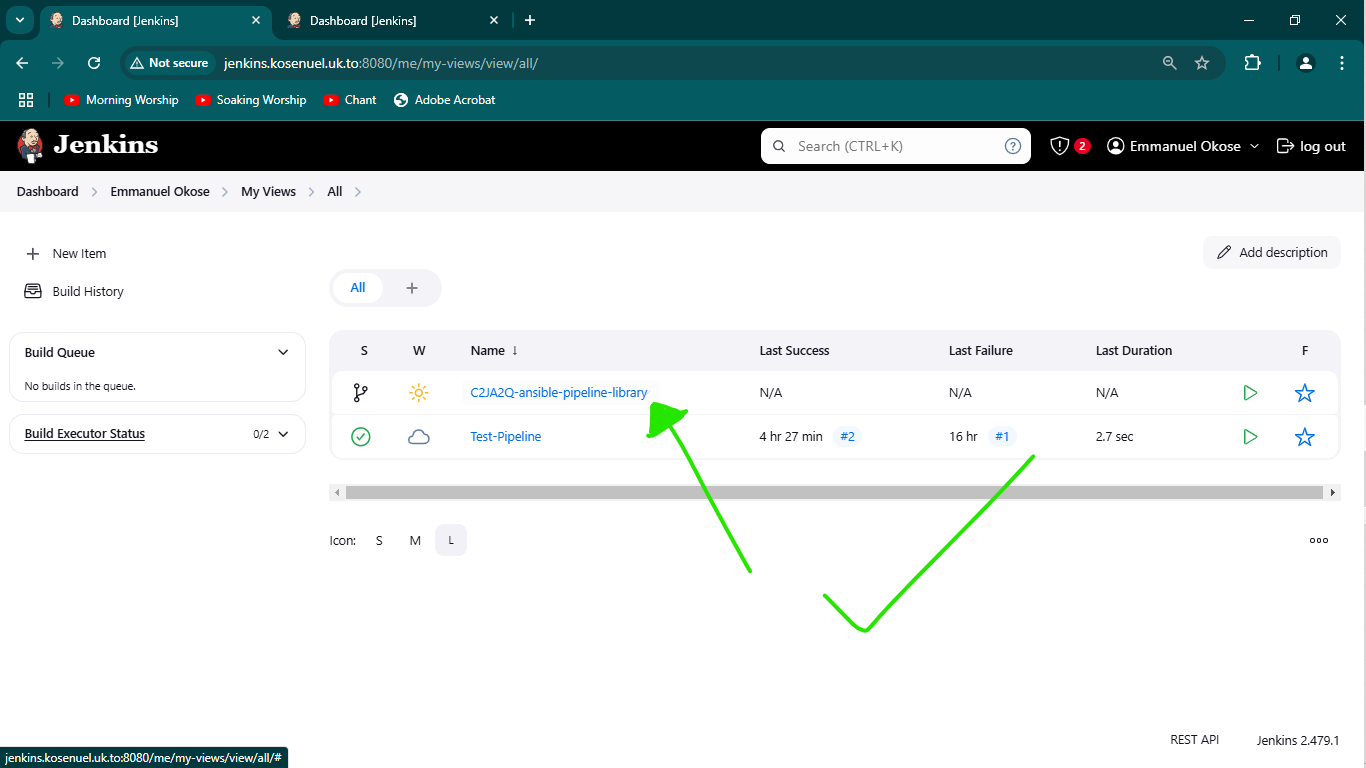 Dashboard [Jenkins]
Dashboard [Jenkins]
Not secure
jenkins.kosenuel.uk.to:8080/me/my-views/view/all/
Morning Worship
Soaking Worship
Chant
Adobe Acrobat
Jenkins
Search (CTRL+K)
?
2
Emmanuel Okose
log out
Dashboard
Emmanuel Okose
My Views
All
New Item
Build History
Add description
All
+
Build Queue
No builds in the queue.
Build Executor Status
0/2
S W Name ↓ Last Success Last Failure Last Duration F
C2JA2Q-ansible-pipeline-library N/A N/A N/A
Test-Pipeline 4 hr 27 min #2 16 hr #1 2.7 sec
Icon: S M L
REST API
Jenkins 2.479.1
jenkins.kosenuel.uk.to:8080/me/my-views/view/all/#